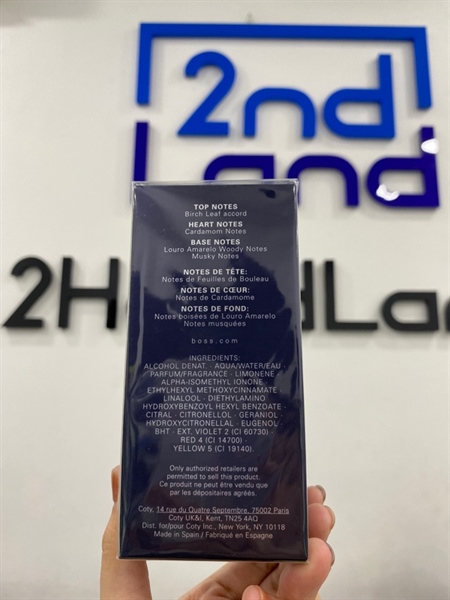 2nd
Land
2H
dLan
TOP NOTES
Birch Leaf accord
HEART NOTES
Cardamom Notes
BASE NOTES
Louro Amarelo Woody Notes
Musky Notes
NOTES DE TÊTE:
Notes de Feuilles de Bouleau
NOTES DE CŒUR:
Notes de Cardamome
NOTES DE FOND:
Notes boisées de Louro Amarelo
Notes musquées
boss.com
INGREDIENTS:
ALCOHOL DENAT. · AQUA/WATER/EAU ·
PARFUM/FRAGRANCE · LIMONENE ·
ALPHA-ISOMETHYL IONONE ·
ETHYLHEXYL METHOXYCINNAMATE ·
LINALOOL · DIETHYLAMINO
HYDROXYBENZOYL HEXYL BENZOATE ·
CITRAL · CITRONELLOL · GERANIOL ·
HYDROXYCITRONELLAL · EUGENOL ·
BHT · EXT. VIOLET 2 (CI 60730) ·
RED 4 (CI 14700) ·
YELLOW 5 (CI 19140).
Only authorized retailers are
permitted to sell this product.
Ce produit ne peut être vendu que
par les dépositaires agréés.
Coty, 14 rue du Quatre Septembre, 75002 Paris
Coty UK&I, Kent, TN25 4AQ
Dist. for/pour Coty Inc., New York, NY 10118
Made in Spain / Fabriqué en Espagne